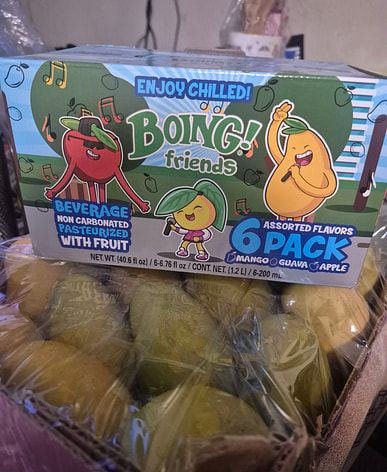 ENJOY CHILLED!
BOING!
friends
BEVERAGE
NON CARBONATED
PASTEURIZED
WITH FRUIT
ASSORTED FLAVORS
6 PACK
MANGO GUAVA APPLE
NET. WT. (40.6 fl oz) / 6-6.76 fl oz / CONT. NET. (1.2 L) / 6-200 mL